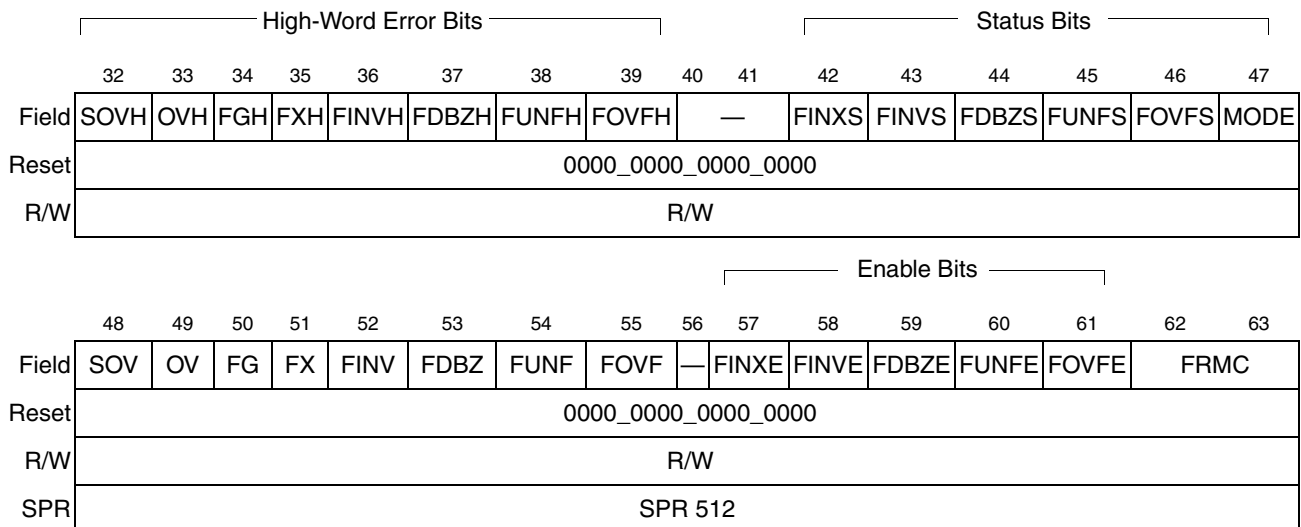 High-Word Error Bits Status Bits
32 33 34 35 36 37 38 39 40 41 42 43 44 45 46 47
Field SOVH OVH FGH FXH FINVH FDBZH FUNFH FOVFH — FINXS FINVS FDBZS FUNFS FOVFS MODE
Reset 0000_0000_0000_0000
R/W R/W
Enable Bits
48 49 50 51 52 53 54 55 56 57 58 59 60 61 62 63
Field SOV OV FG FX FINV FDBZ FUNF FOVF — FINXE FINVE FDBZE FUNFE FOVFE FRMC
Reset 0000_0000_0000_0000
R/W R/W
SPR SPR 512